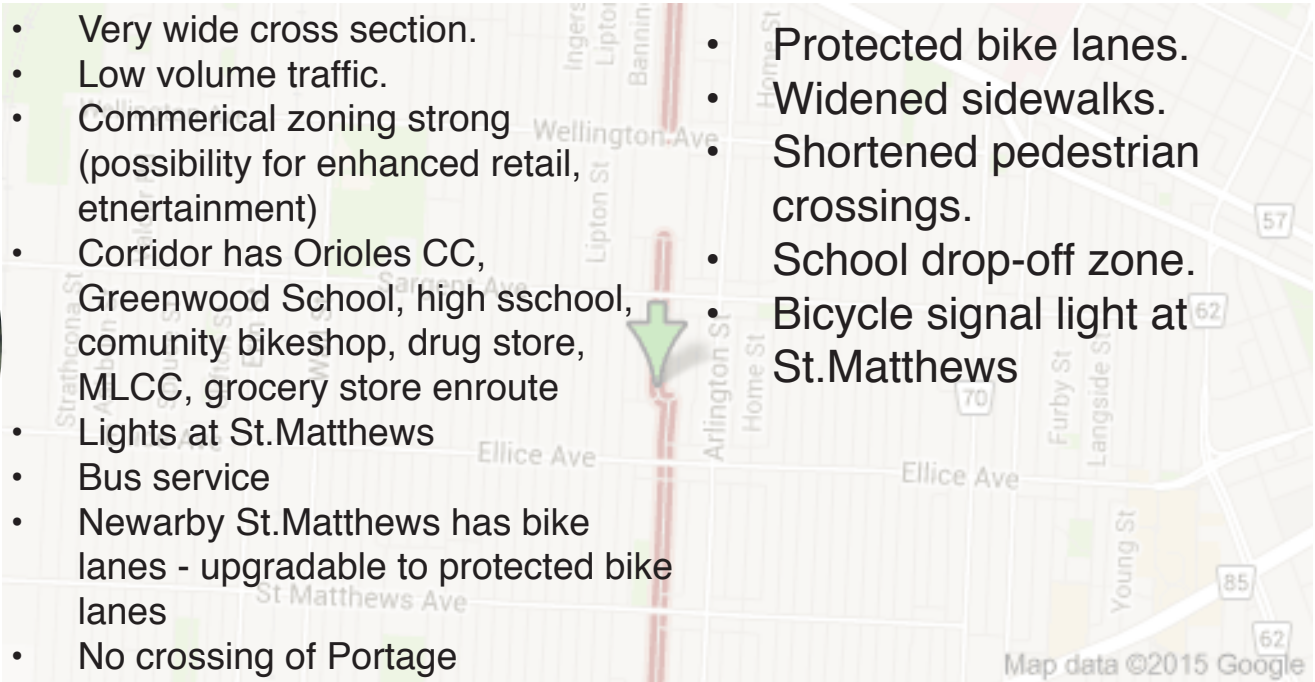 • Very wide cross section.
• Low volume traffic.
• Commerical zoning strong
(possibility for enhanced retail,
etnertainment)
• Corridor has Orioles CC,
Greenwood School, high sschool,
comunity bikeshop, drug store,
MLCC, grocery store enroute
• Lights at St.Matthews
• Bus service
• Newarby St.Matthews has bike
lanes - upgradable to protected bike
lanes
• No crossing of Portage
• Protected bike lanes.
• Widened sidewalks.
• Shortened pedestrian
crossings.
• School drop-off zone.
• Bicycle signal light at
St.Matthews
Lipton
Banning
Home St
Wellington Ave
Lipton St
Sargent Ave
Strathcona St
Arlington St
Home St
Furby St
Langside St
Ellice Ave
Ellice Ave
Young St
St Matthews Ave
57
62
70
85
62
Map data ©2015 Google